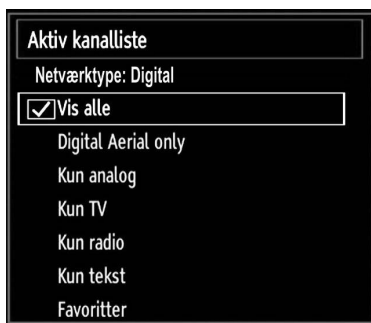 Aktiv kanalliste
Netværktype: Digital
Vis alle
Digital Aerial only
Kun analog
Kun TV
Kun radio
Kun tekst
Favoritter